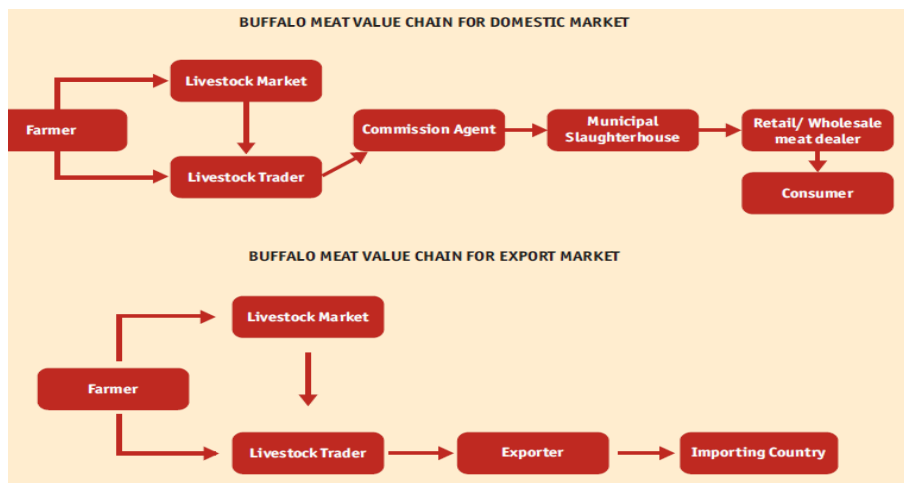 BUFFALO MEAT VALUE CHAIN FOR DOMESTIC MARKET
Livestock Market
Farmer
Livestock Trader
Commission Agent
Municipal
Slaughterhouse
Retail/ Wholesale
meat dealer
Consumer
BUFFALO MEAT VALUE CHAIN FOR EXPORT MARKET
Livestock Market
Farmer
Livestock Trader
Exporter
Importing Country